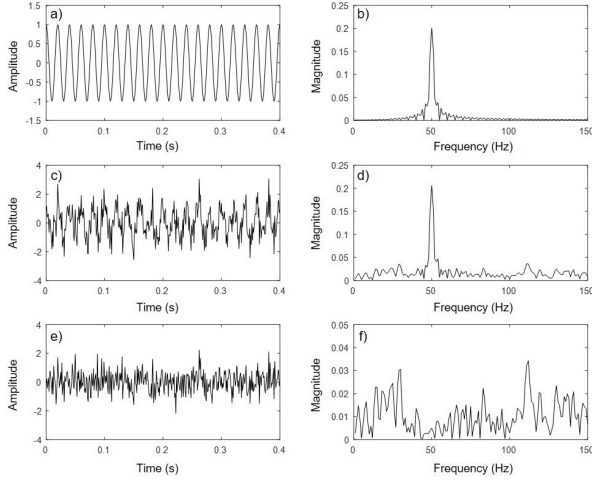 a)
1.5
1
0.5
0
-0.5
-1
-1.5
Amplitude
0 0.1 0.2 0.3 0.4
Time (s)
b)
0.25
0.2
0.15
0.1
0.05
0
Magnitude
0 50 100 150
Frequency (Hz)
c)
4
2
0
-2
-4
Amplitude
0 0.1 0.2 0.3 0.4
Time (s)
d)
0.25
0.2
0.15
0.1
0.05
0
Magnitude
0 50 100 150
Frequency (Hz)
e)
4
2
0
-2
-4
Amplitude
0 0.1 0.2 0.3 0.4
Time (s)
f)
0.05
0.04
0.03
0.02
0.01
0
Magnitude
0 50 100 150
Frequency (Hz)